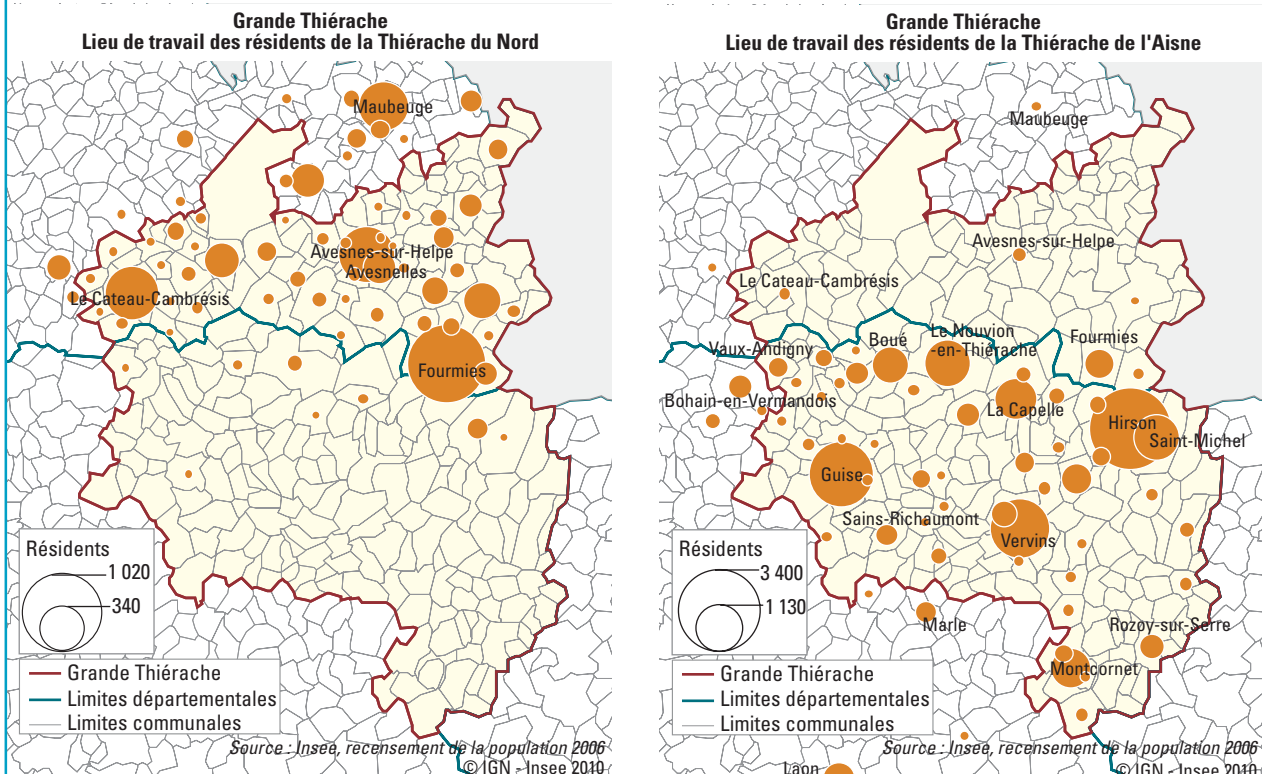 Grande Thiérache
Lieu de travail des résidents de la Thiérache du Nord
Maubeuge
Avesnes-sur-Helpe
Avesnelles
Le Cateau-Cambrésis
Fourmies
Résidents
1 020
340
Grande Thiérache
Limites départementales
Limites communales
Source : Insee, recensement de la population 2006
© IGN - Insee 2010
Grande Thiérache
Lieu de travail des résidents de la Thiérache de l'Aisne
Maubeuge
Avesnes-sur-Helpe
Le Cateau-Cambrésis
Le Nouvion
-en-Thiérache
Fourmies
Boué
Vaux-Andigny
Bohain-en-Vermandois
La Capelle
Hirson
Saint-Michel
Guise
Sains-Richaumont
Vervins
Résidents
3 400
1 130
Marle
Rozoy-sur-Serre
Montcornet
Grande Thiérache
Limites départementales
Limites communales
Source : Insee, recensement de la population 2006
© IGN - Insee 2010
Laon